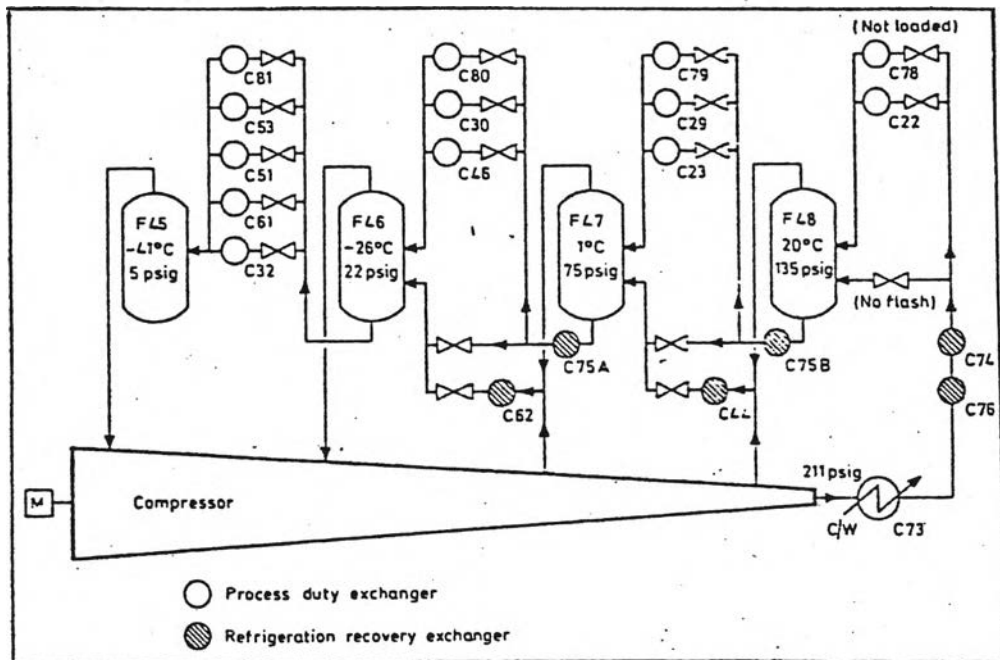 (Not loaded)
C81
C80
C79
C78
C53
C30
C29
C22
C51
C46
C23
C61
C32
F45
-41°C
5 psig
F46
-26°C
22 psig
F47
1°C
75 psig
F48
20°C
135 psig
(No flash)
C75A
C75B
C74
C62
C76
211 psig
M
Compressor
C/W
C73
Process duty exchanger
Refrigeration recovery exchanger